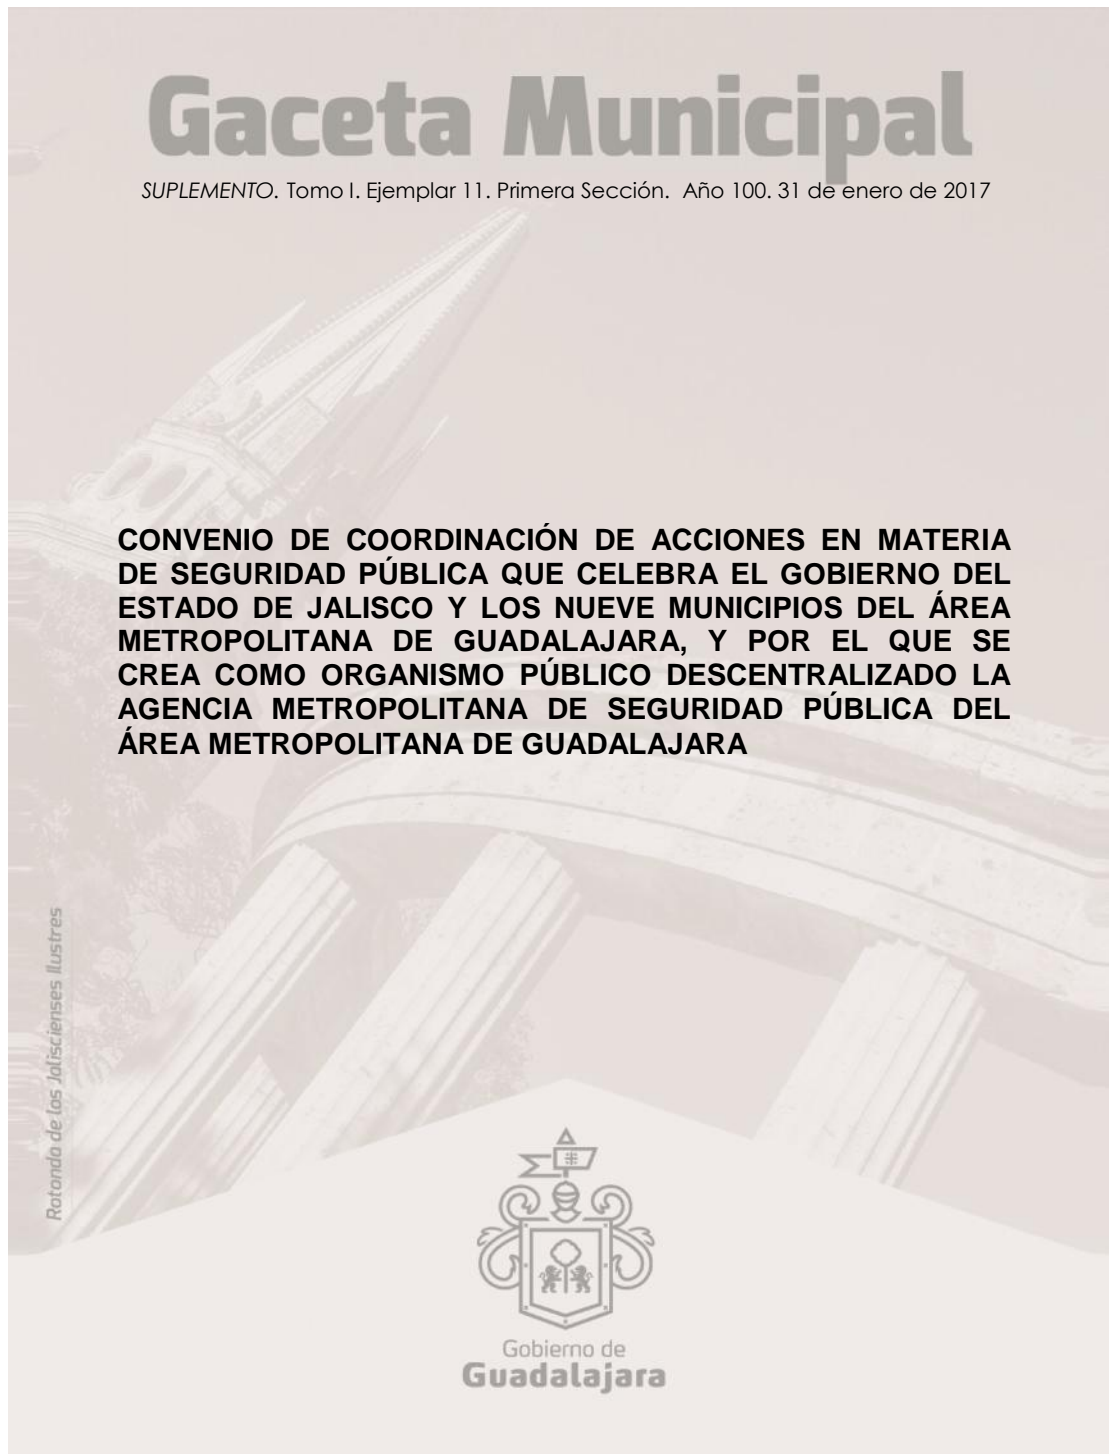 Gaceta Municipal
SUPLEMENTO. Tomo I. Ejemplar 11. Primera Sección. Año 100. 31 de enero de 2017
CONVENIO DE COORDINACIÓN DE ACCIONES EN MATERIA
DE SEGURIDAD PÚBLICA QUE CELEBRA EL GOBIERNO DEL
ESTADO DE JALISCO Y LOS NUEVE MUNICIPIOS DEL ÁREA
METROPOLITANA DE GUADALAJARA, Y POR EL QUE SE
CREA COMO ORGANISMO PÚBLICO DESCENTRALIZADO LA
AGENCIA METROPOLITANA DE SEGURIDAD PÚBLICA DEL
ÁREA METROPOLITANA DE GUADALAJARA
Rotonda de los Jaliscienses Ilustres
Gobierno de
Guadalajara